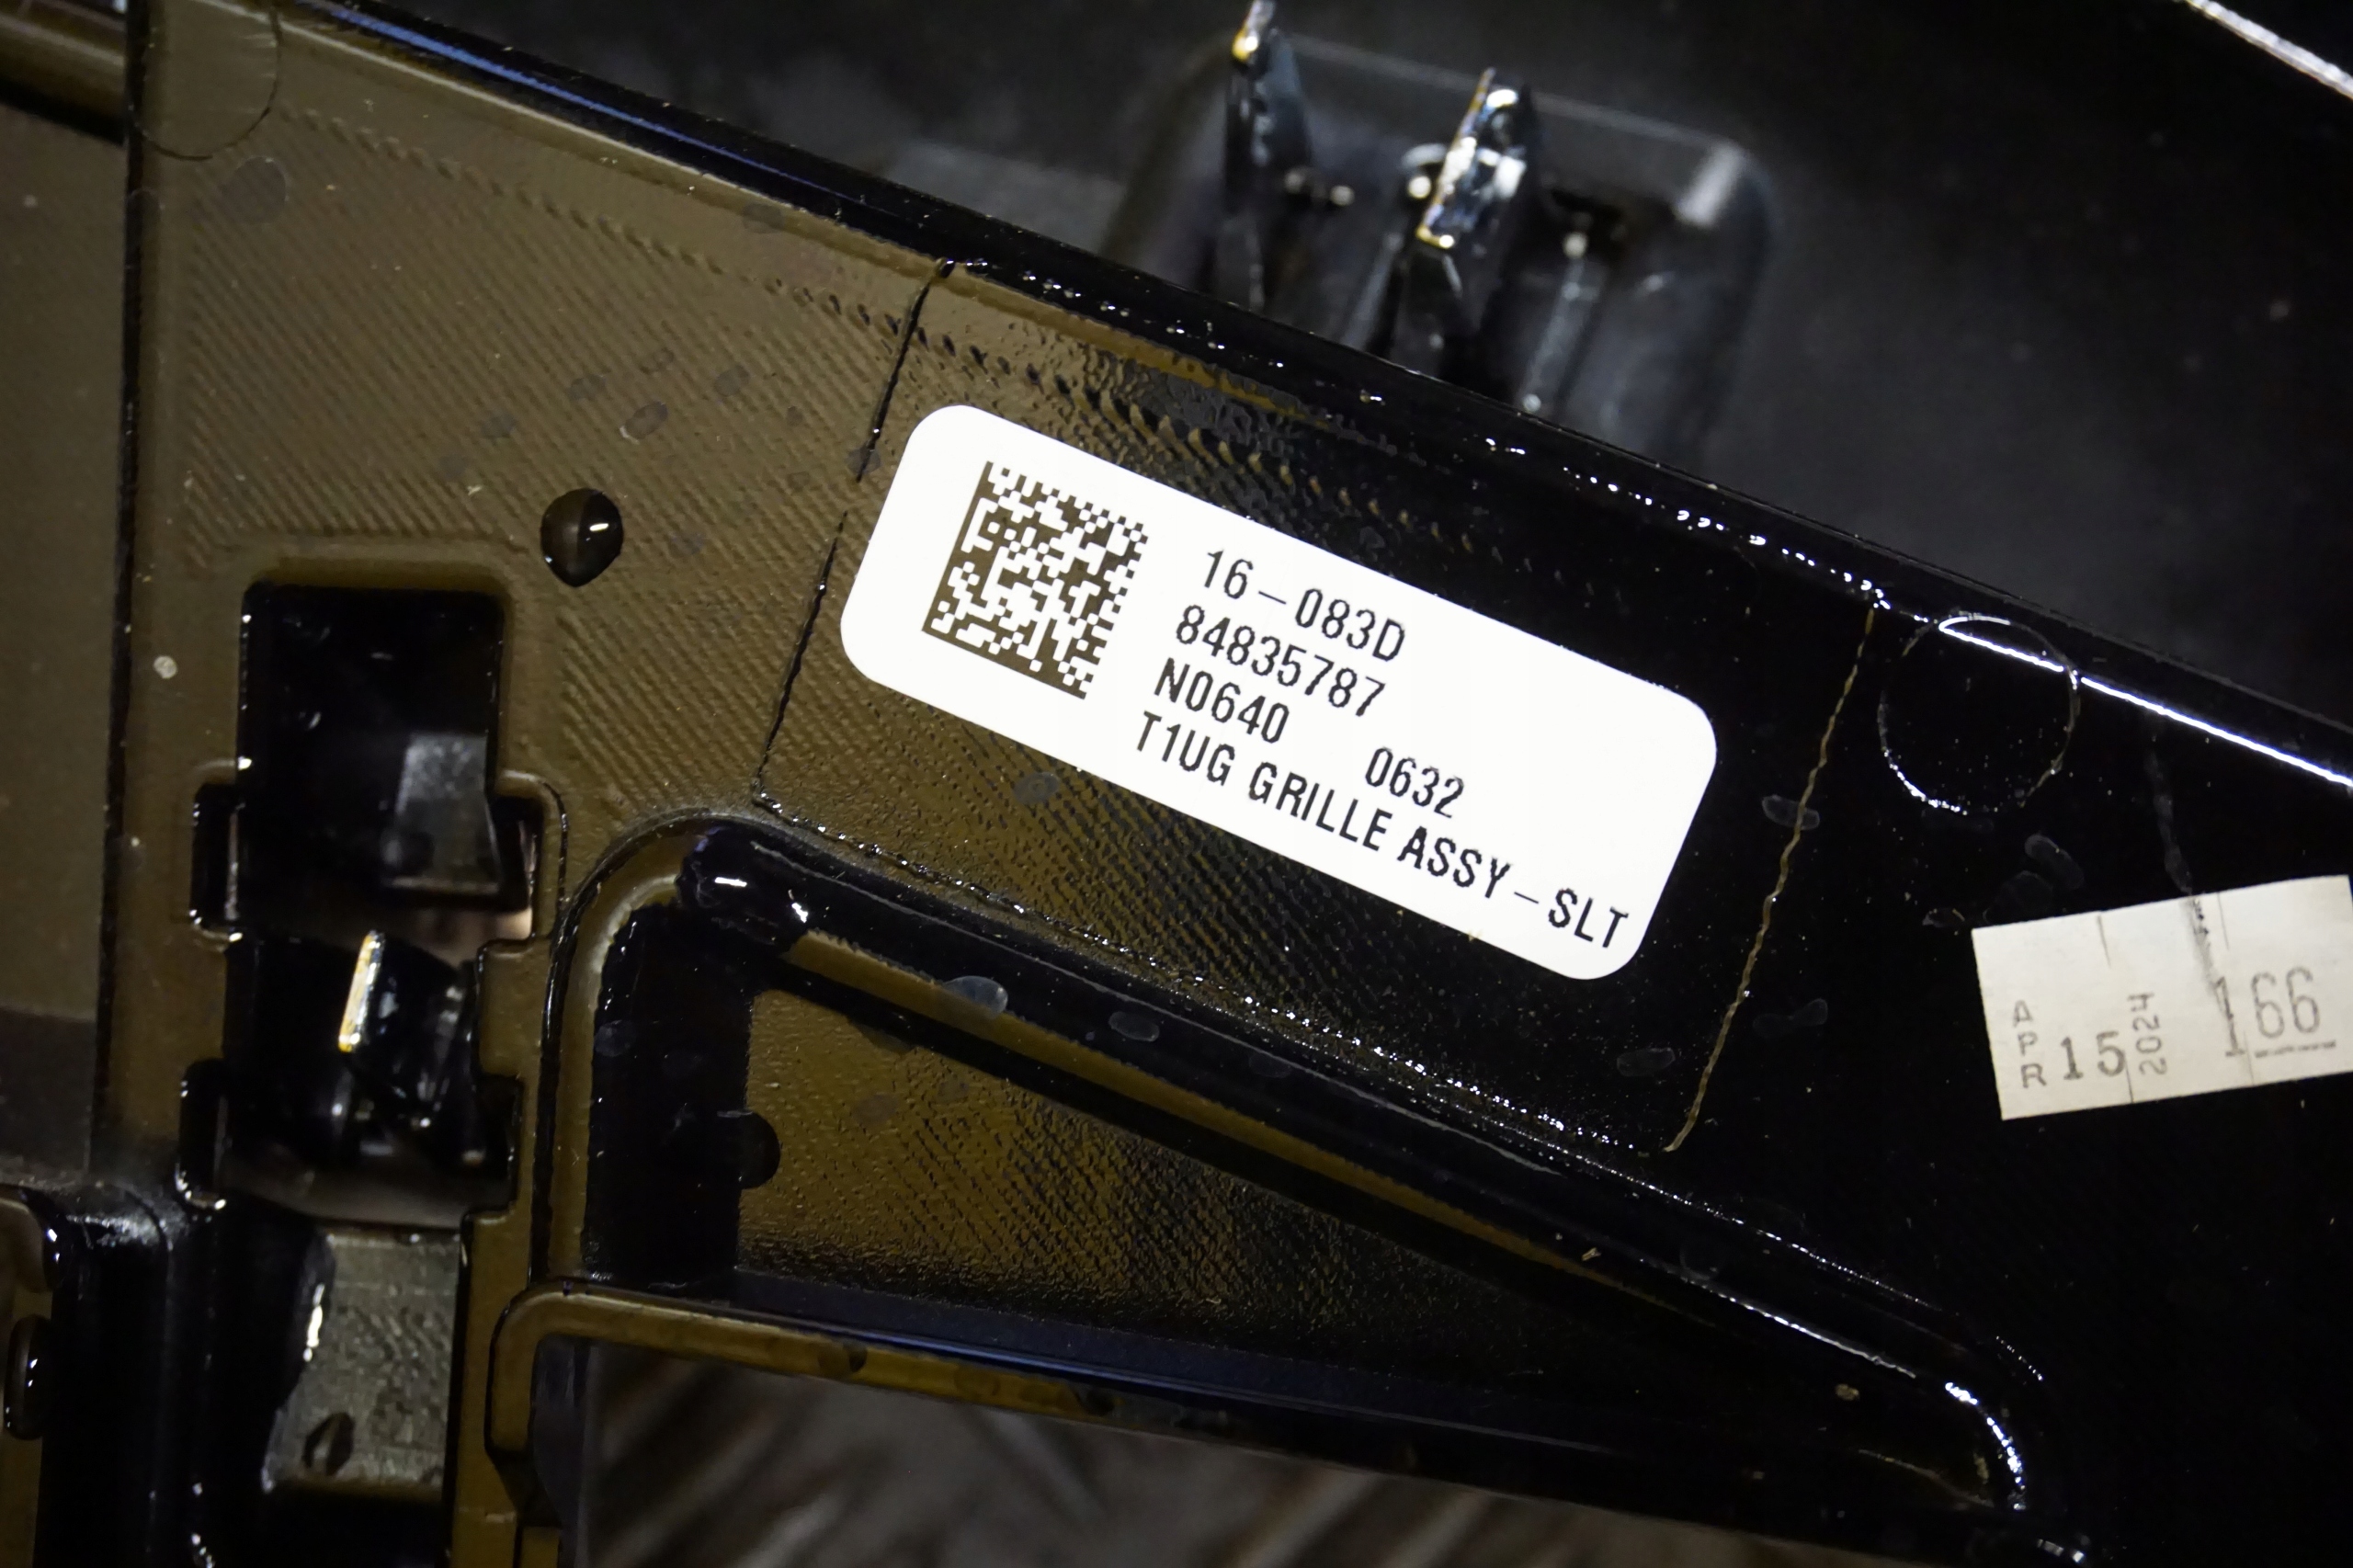 16-083D
84835787
N0640 0632
T1UG GRILLE ASSY-SLT
APR 15 2024 166